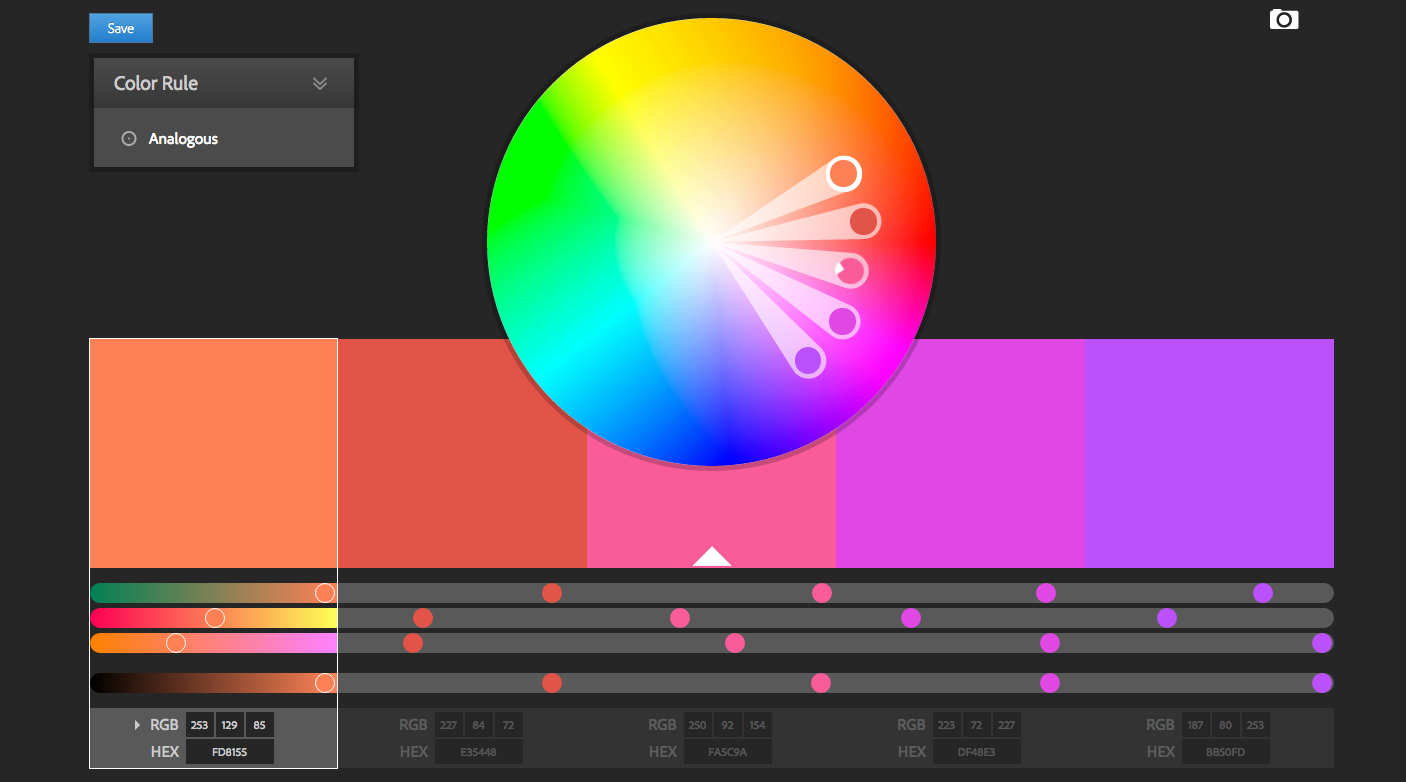 Save
Color Rule
Analogous
RGB 253 129 85 RGB 227 84 72 RGB 250 92 154 RGB 223 72 227 RGB 187 80 253
HEX FD8155 HEX E35448 HEX FA5C9A HEX DF48E3 HEX BB50FD